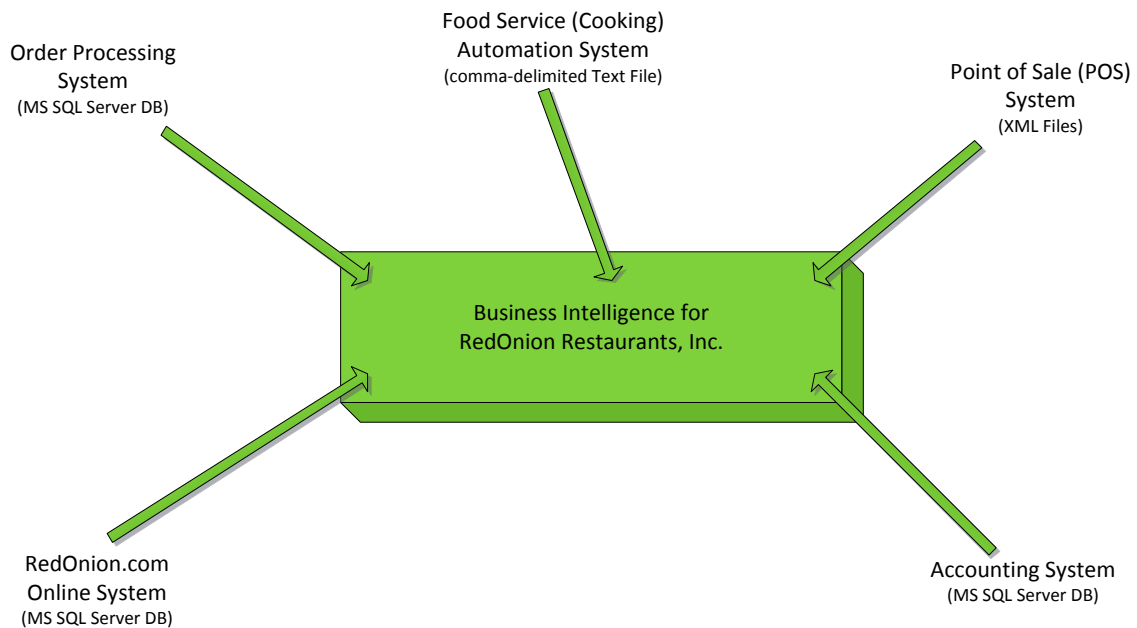 Food Service (Cooking)
Automation System
(comma-delimited Text File)
Order Processing
System
(MS SQL Server DB)
Point of Sale (POS)
System
(XML Files)
Business Intelligence for
RedOnion Restaurants, Inc.
RedOnion.com
Online System
(MS SQL Server DB)
Accounting System
(MS SQL Server DB)